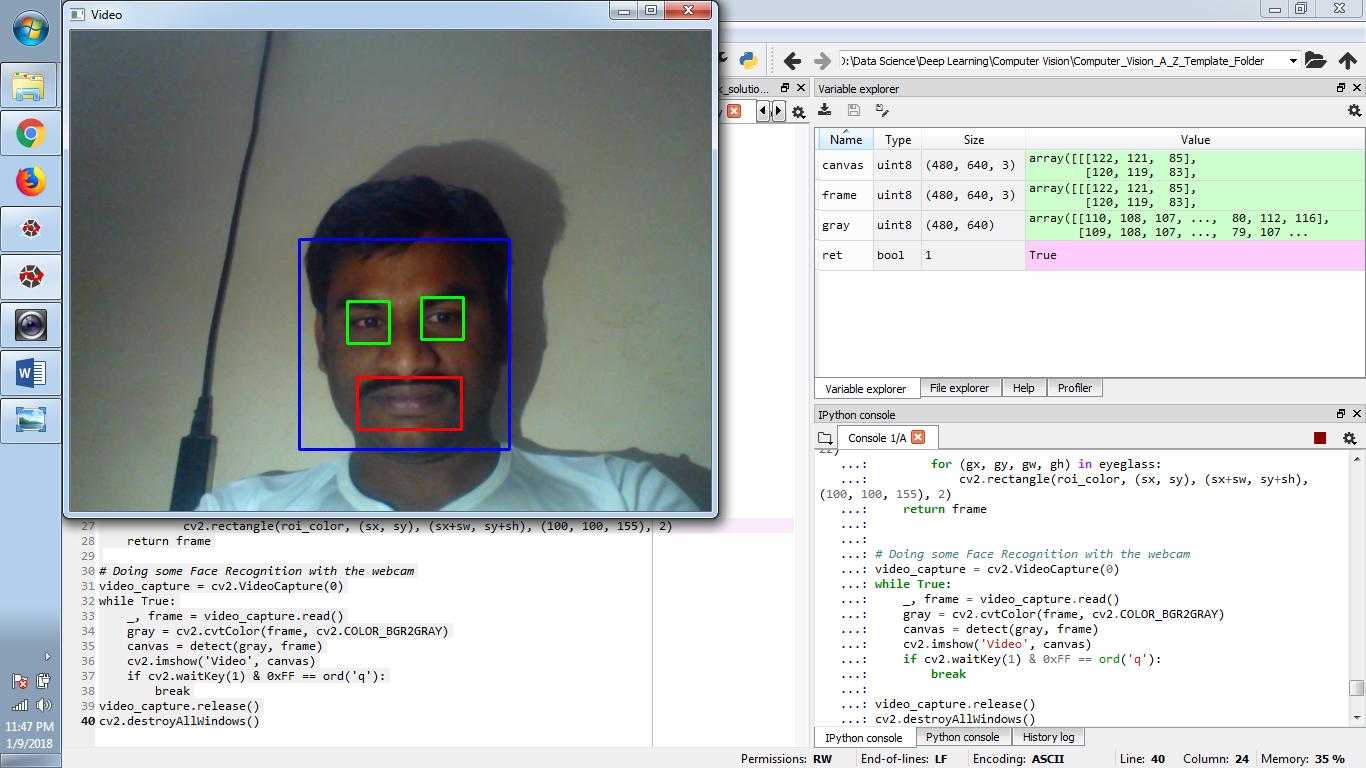 Video
D:\Data Science\Deep Learning\Computer Vision\Computer_Vision_A_Z_Template_Folder
k_solutio...
Variable explorer
Name Type Size Value
canvas uint8 (480, 640, 3) array([[[122, 121, 85],
[120, 119, 83],
frame uint8 (480, 640, 3) array([[[122, 121, 85],
[120, 119, 83],
gray uint8 (480, 640) array([[110, 108, 107, ..., 80, 112, 116],
[109, 108, 107, ..., 79, 107 ...
ret bool 1 True
Variable explorer File explorer Help Profiler
IPython console
Console 1/A
22)
...: for (gx, gy, gw, gh) in eyeglass:
...: cv2.rectangle(roi_color, (sx, sy), (sx+sw, sy+sh),
(100, 100, 155), 2)
...: return frame
...:
...:
...: # Doing some Face Recognition with the webcam
...: video_capture = cv2.VideoCapture(0)
...: while True:
...: _, frame = video_capture.read()
...: gray = cv2.cvtColor(frame, cv2.COLOR_BGR2GRAY)
...: canvas = detect(gray, frame)
...: cv2.imshow('Video', canvas)
...: if cv2.waitKey(1) & 0xFF == ord('q'):
...: break
...:
...: video_capture.release()
...: cv2.destroyAllWindows()
IPython console Python console History log
27 cv2.rectangle(roi_color, (sx, sy), (sx+sw, sy+sh), (100, 100, 155), 2)
28 return frame
29
30 # Doing some Face Recognition with the webcam
31 video_capture = cv2.VideoCapture(0)
32 while True:
33 _, frame = video_capture.read()
34 gray = cv2.cvtColor(frame, cv2.COLOR_BGR2GRAY)
35 canvas = detect(gray, frame)
36 cv2.imshow('Video', canvas)
37 if cv2.waitKey(1) & 0xFF == ord('q'):
38 break
39 video_capture.release()
40 cv2.destroyAllWindows()
11:47 PM
1/9/2018
Permissions: RW End-of-lines: LF Encoding: ASCII Line: 40 Column: 24 Memory: 35 %